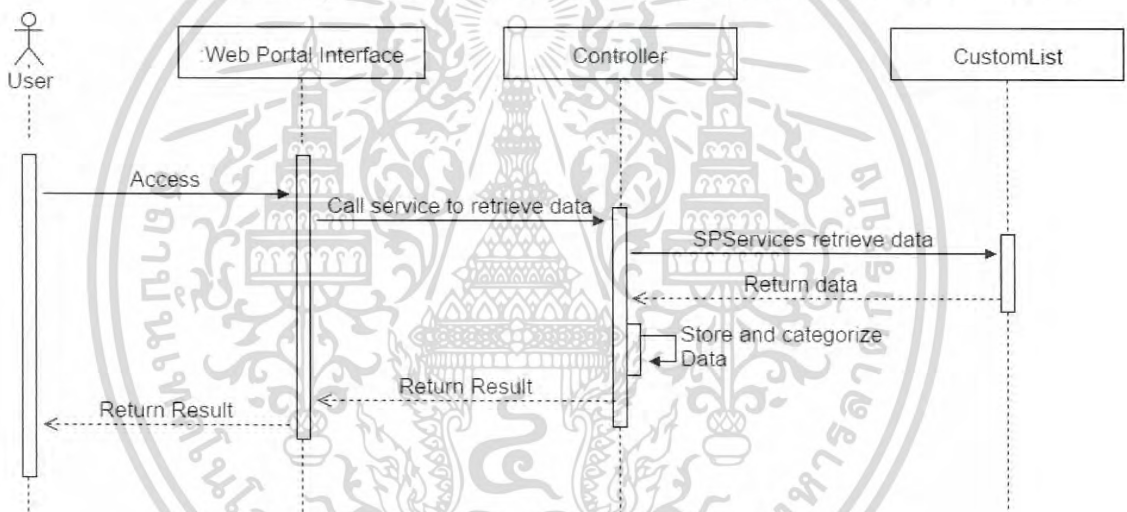 User
:Web Portal Interface
Controller
CustomList
Access
Call service to retrieve data
SPServices retrieve data
Return data
Store and categorize
Data
Return Result
Return Result